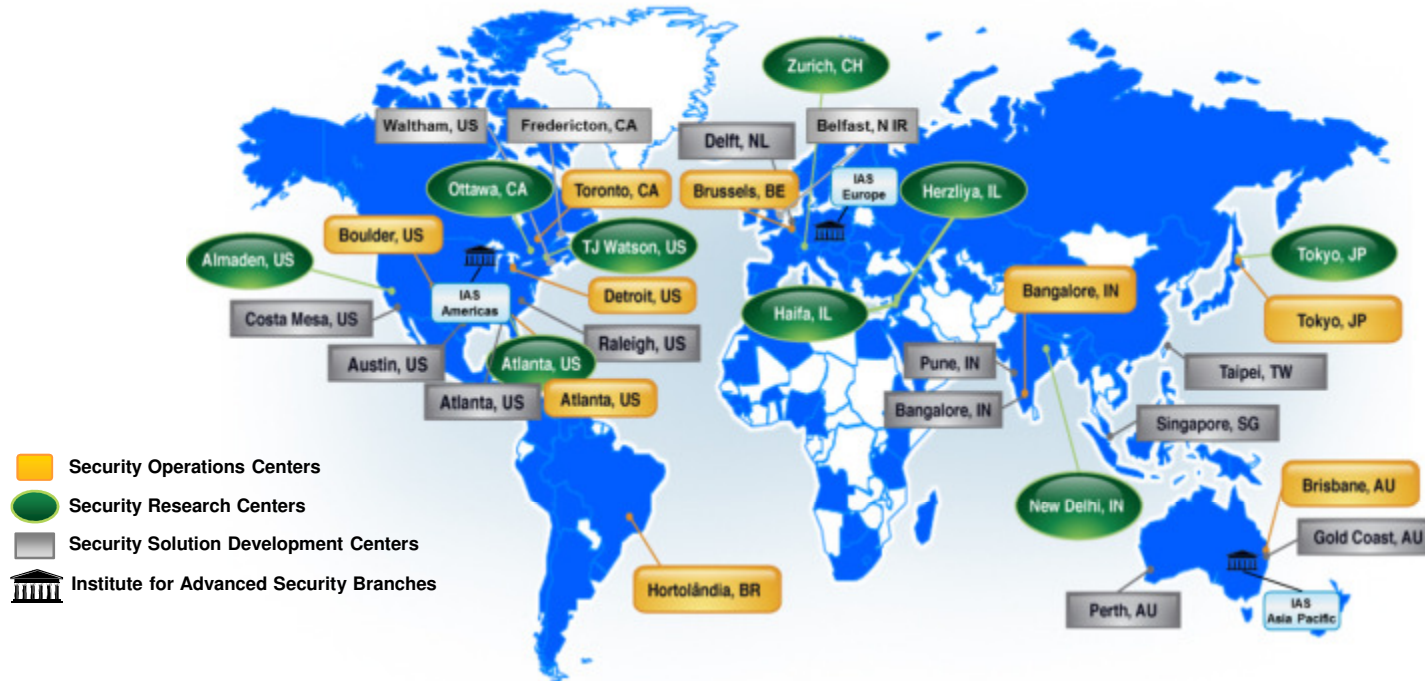 Zurich, CH
Waltham, US
Fredericton, CA
Delft, NL
Belfast, N IR
Ottawa, CA
Toronto, CA
Brussels, BE
IAS
Europe
Herzliya, IL
Boulder, US
TJ Watson, US
Almaden, US
Tokyo, JP
IAS
Americas
Detroit, US
Bangalore, IN
Costa Mesa, US
Haifa, IL
Tokyo, JP
Raleigh, US
Austin, US
Atlanta, US
Pune, IN
Taipei, TW
Atlanta, US
Atlanta, US
Bangalore, IN
Singapore, SG
Security Operations Centers
Security Research Centers
Security Solution Development Centers
Institute for Advanced Security Branches
New Delhi, IN
Brisbane, AU
Gold Coast, AU
Hortolândia, BR
Perth, AU
IAS
Asia Pacific